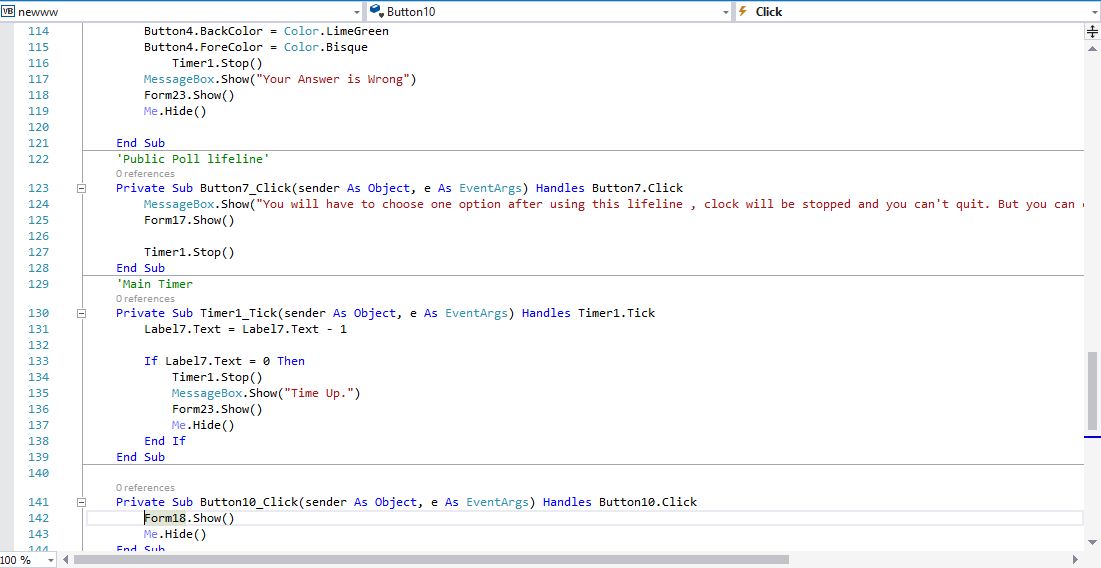 VB newww Button10 Click
114 Button4.BackColor = Color.LimeGreen
115 Button4.ForeColor = Color.Bisque
116 Timer1.Stop()
117 MessageBox.Show("Your Answer is Wrong")
118 Form23.Show()
119 Me.Hide()
120
121 End Sub
122 'Public Poll lifeline'
0 references
123 Private Sub Button7_Click(sender As Object, e As EventArgs) Handles Button7.Click
124 MessageBox.Show("You will have to choose one option after using this lifeline , clock will be stopped and you can't quit. But you can
125 Form17.Show()
126
127 Timer1.Stop()
128 End Sub
129 'Main Timer
0 references
130 Private Sub Timer1_Tick(sender As Object, e As EventArgs) Handles Timer1.Tick
131 Label7.Text = Label7.Text - 1
132
133 If Label7.Text = 0 Then
134 Timer1.Stop()
135 MessageBox.Show("Time Up.")
136 Form23.Show()
137 Me.Hide()
138 End If
139 End Sub
140
0 references
141 Private Sub Button10_Click(sender As Object, e As EventArgs) Handles Button10.Click
142 Form18.Show()
143 Me.Hide()
144 End Sub
100 %